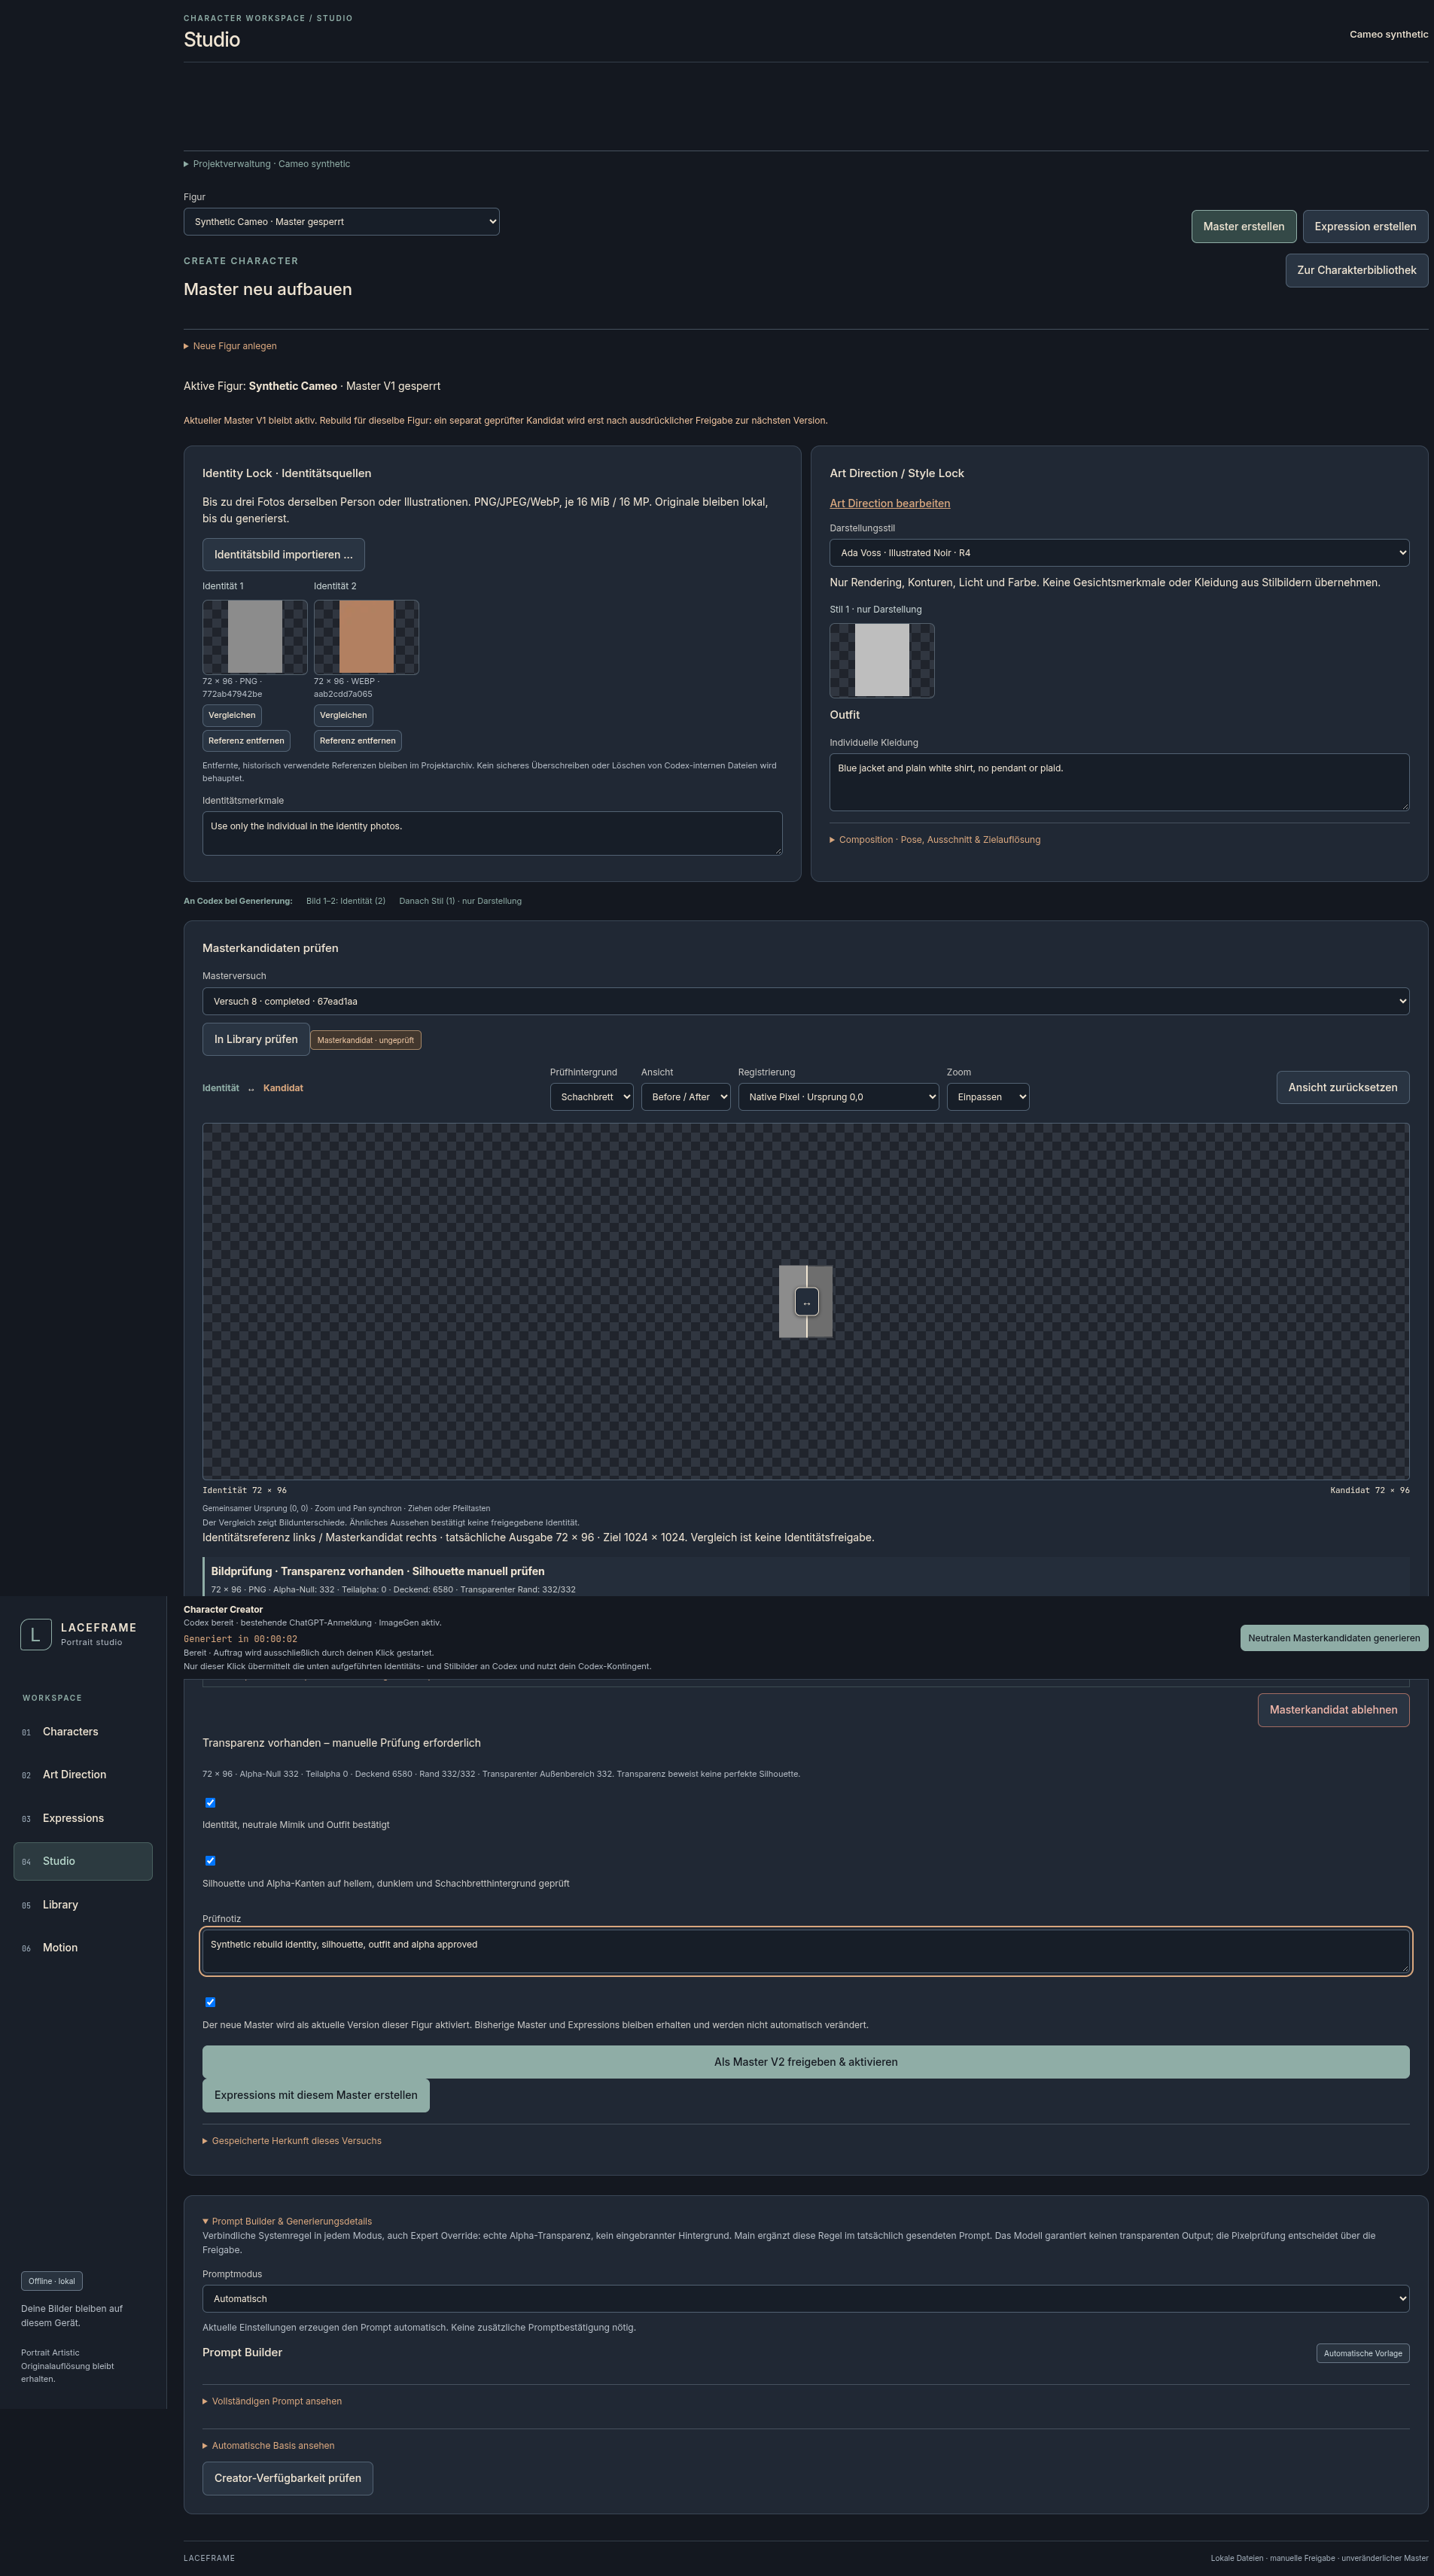 CHARACTER WORKSPACE / STUDIO
Studio
Cameo synthetic
▸ Projektverwaltung · Cameo synthetic
Figur
Synthetic Cameo · Master gesperrt
Master erstellen
Expression erstellen
CREATE CHARACTER
Master neu aufbauen
Zur Charakterbibliothek
▸ Neue Figur anlegen
Aktive Figur: Synthetic Cameo · Master V1 gesperrt
Aktueller Master V1 bleibt aktiv. Rebuild für dieselbe Figur: ein separat geprüfter Kandidat wird erst nach ausdrücklicher Freigabe zur nächsten Version.
Identity Lock · Identitätsquellen
Bis zu drei Fotos derselben Person oder Illustrationen. PNG/JPEG/WebP, je 16 MiB / 16 MP. Originale bleiben lokal,
bis du generierst.
Identitätsbild importieren …
Identität 1
Identität 2
72 × 96 · PNG ·
772ab47942be
72 × 96 · WEBP ·
aab2cdd7a065
Vergleichen
Vergleichen
Referenz entfernen
Referenz entfernen
Entfernte, historisch verwendete Referenzen bleiben im Projektarchiv. Kein sicheres Überschreiben oder Löschen von Codex-internen Dateien wird
behauptet.
Identitätsmerkmale
Use only the individual in the identity photos.
Art Direction / Style Lock
Art Direction bearbeiten
Darstellungsstil
Ada Voss · Illustrated Noir · R4
Nur Rendering, Konturen, Licht und Farbe. Keine Gesichtsmerkmale oder Kleidung aus Stilbildern übernehmen.
Stil 1 · nur Darstellung
Outfit
Individuelle Kleidung
Blue jacket and plain white shirt, no pendant or plaid.
▸ Composition · Pose, Ausschnitt & Zielauflösung
An Codex bei Generierung: Bild 1–2: Identität (2) Danach Stil (1) · nur Darstellung
Masterkandidaten prüfen
Masterversuch
Versuch 8 · completed · 67ead1aa
In Library prüfen
Masterkandidat · ungeprüft
Identität ↔ Kandidat
Prüfhintergrund
Schachbrett
Ansicht
Before / After
Registrierung
Native Pixel · Ursprung 0,0
Zoom
Einpassen
Ansicht zurücksetzen
↔
Identität 72 × 96
Kandidat 72 × 96
Gemeinsamer Ursprung (0, 0) · Zoom und Pan synchron · Ziehen oder Pfeiltasten
Der Vergleich zeigt Bildunterschiede. Ähnliches Aussehen bestätigt keine freigegebene Identität.
Identitätsreferenz links / Masterkandidat rechts · tatsächliche Ausgabe 72 × 96 · Ziel 1024 × 1024. Vergleich ist keine Identitätsfreigabe.
Bildprüfung · Transparenz vorhanden · Silhouette manuell prüfen
72 × 96 · PNG · Alpha-Null: 332 · Teilalpha: 0 · Deckend: 6580 · Transparenter Rand: 332/332
L
LACEFRAME
Portrait studio
Character Creator
Codex bereit · bestehende ChatGPT-Anmeldung · ImageGen aktiv.
Generiert in 00:00:02
Bereit · Auftrag wird ausschließlich durch deinen Klick gestartet.
Nur dieser Klick übermittelt die unten aufgeführten Identitäts- und Stilbilder an Codex und nutzt dein Codex-Kontingent.
Neutralen Masterkandidaten generieren
WORKSPACE
01 Characters
02 Art Direction
03 Expressions
04 Studio
05 Library
06 Motion
Offline · lokal
Deine Bilder bleiben auf
diesem Gerät.
Portrait Artistic
Originalauflösung bleibt
erhalten.
Masterkandidat ablehnen
Transparenz vorhanden – manuelle Prüfung erforderlich
72 × 96 · Alpha-Null 332 · Teilalpha 0 · Deckend 6580 · Rand 332/332 · Transparenter Außenbereich 332. Transparenz beweist keine perfekte Silhouette.
Identität, neutrale Mimik und Outfit bestätigt
Silhouette und Alpha-Kanten auf hellem, dunklem und Schachbretthintergrund geprüft
Prüfnotiz
Synthetic rebuild identity, silhouette, outfit and alpha approved
Der neue Master wird als aktuelle Version dieser Figur aktiviert. Bisherige Master und Expressions bleiben erhalten und werden nicht automatisch verändert.
Als Master V2 freigeben & aktivieren
Expressions mit diesem Master erstellen
▸ Gespeicherte Herkunft dieses Versuchs
▾ Prompt Builder & Generierungsdetails
Verbindliche Systemregel in jedem Modus, auch Expert Override: echte Alpha-Transparenz, kein eingebrannter Hintergrund. Main ergänzt diese Regel im tatsächlich gesendeten Prompt. Das Modell garantiert keinen transparenten Output; die Pixelprüfung entscheidet über die
Freigabe.
Promptmodus
Automatisch
Aktuelle Einstellungen erzeugen den Prompt automatisch. Keine zusätzliche Promptbestätigung nötig.
Prompt Builder
Automatische Vorlage
▸ Vollständigen Prompt ansehen
▸ Automatische Basis ansehen
Creator-Verfügbarkeit prüfen
LACEFRAME
Lokale Dateien · manuelle Freigabe · unveränderlicher Master